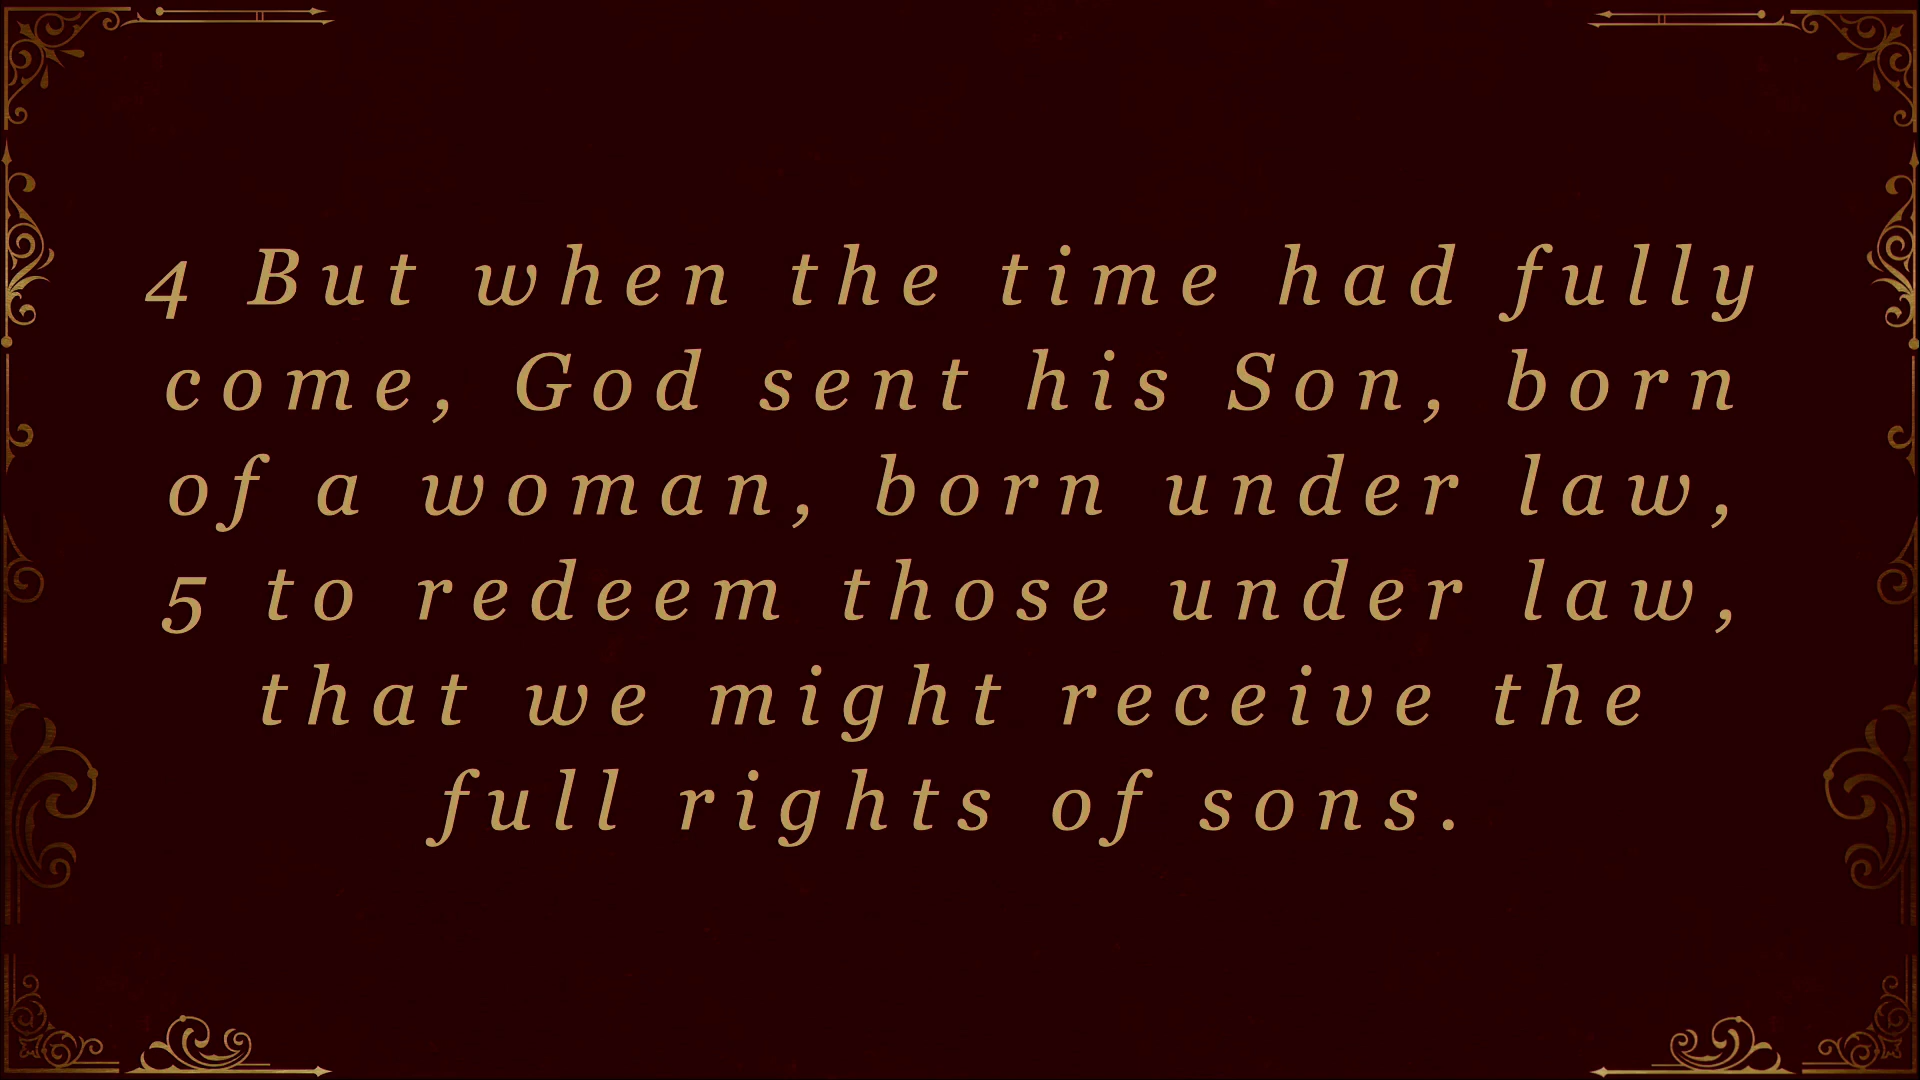 4 But when the time had fully
come, God sent his Son, born
of a woman, born under law,
5 to redeem those under law,
that we might receive the
full rights of sons.